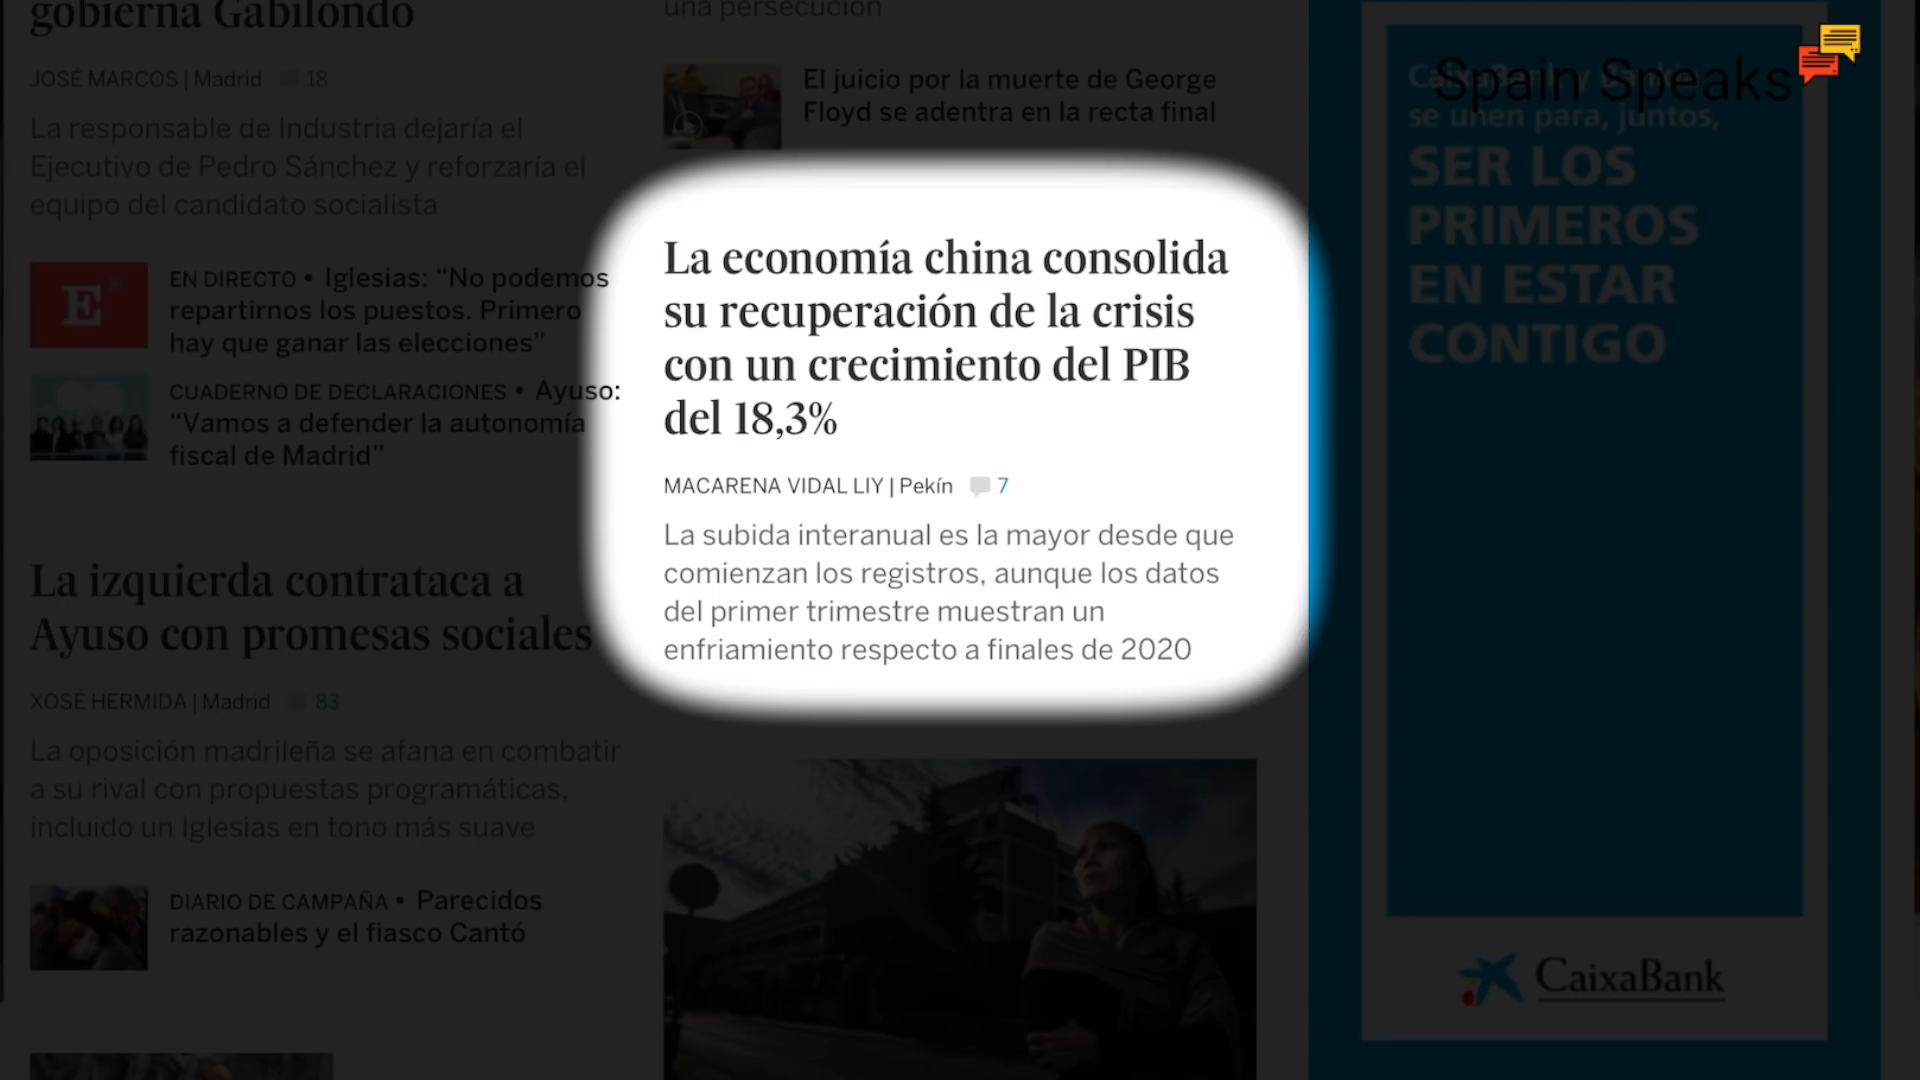 gobierna Gabilondo
JOSÉ MARCOS | Madrid 18
La responsable de Industria dejaría el
Ejecutivo de Pedro Sánchez y reforzaría el
equipo del candidato socialista
E
EN DIRECTO • Iglesias: “No podemos
repartirnos los puestos. Primero
hay que ganar las elecciones”
CUADERNO DE DECLARACIONES • Ayuso:
“Vamos a defender la autonomía
fiscal de Madrid”
La izquierda contrataca a
Ayuso con promesas sociales
XOSÉ HERMIDA | Madrid 83
La oposición madrileña se afana en combatir
a su rival con propuestas programáticas,
incluido un Iglesias en tono más suave
DIARIO DE CAMPAÑA • Parecidos
razonables y el fiasco Cantó
una persecución
El juicio por la muerte de George
Floyd se adentra en la recta final
La economía china consolida
su recuperación de la crisis
con un crecimiento del PIB
del 18,3%
MACARENA VIDAL LIY | Pekín 7
La subida interanual es la mayor desde que
comienzan los registros, aunque los datos
del primer trimestre muestran un
enfriamiento respecto a finales de 2020
Spain Speaks
se unen para, juntos,
SER LOS
PRIMEROS
EN ESTAR
CONTIGO
CaixaBank